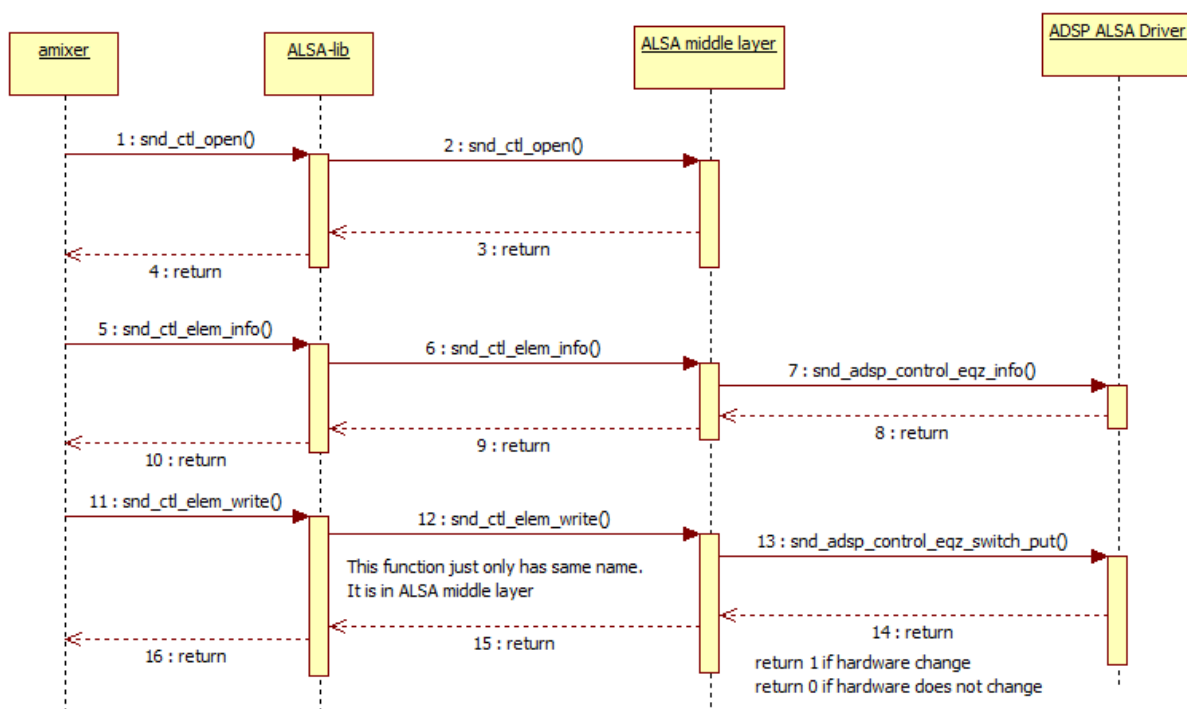 amixer
ALSA-lib
ALSA middle layer
ADSP ALSA Driver
1 : snd_ctl_open()
2 : snd_ctl_open()
3 : return
4 : return
5 : snd_ctl_elem_info()
6 : snd_ctl_elem_info()
7 : snd_adsp_control_eqz_info()
8 : return
9 : return
10 : return
11 : snd_ctl_elem_write()
12 : snd_ctl_elem_write()
13 : snd_adsp_control_eqz_switch_put()
This function just only has same name.
It is in ALSA middle layer
14 : return
15 : return
16 : return
return 1 if hardware change
return 0 if hardware does not change